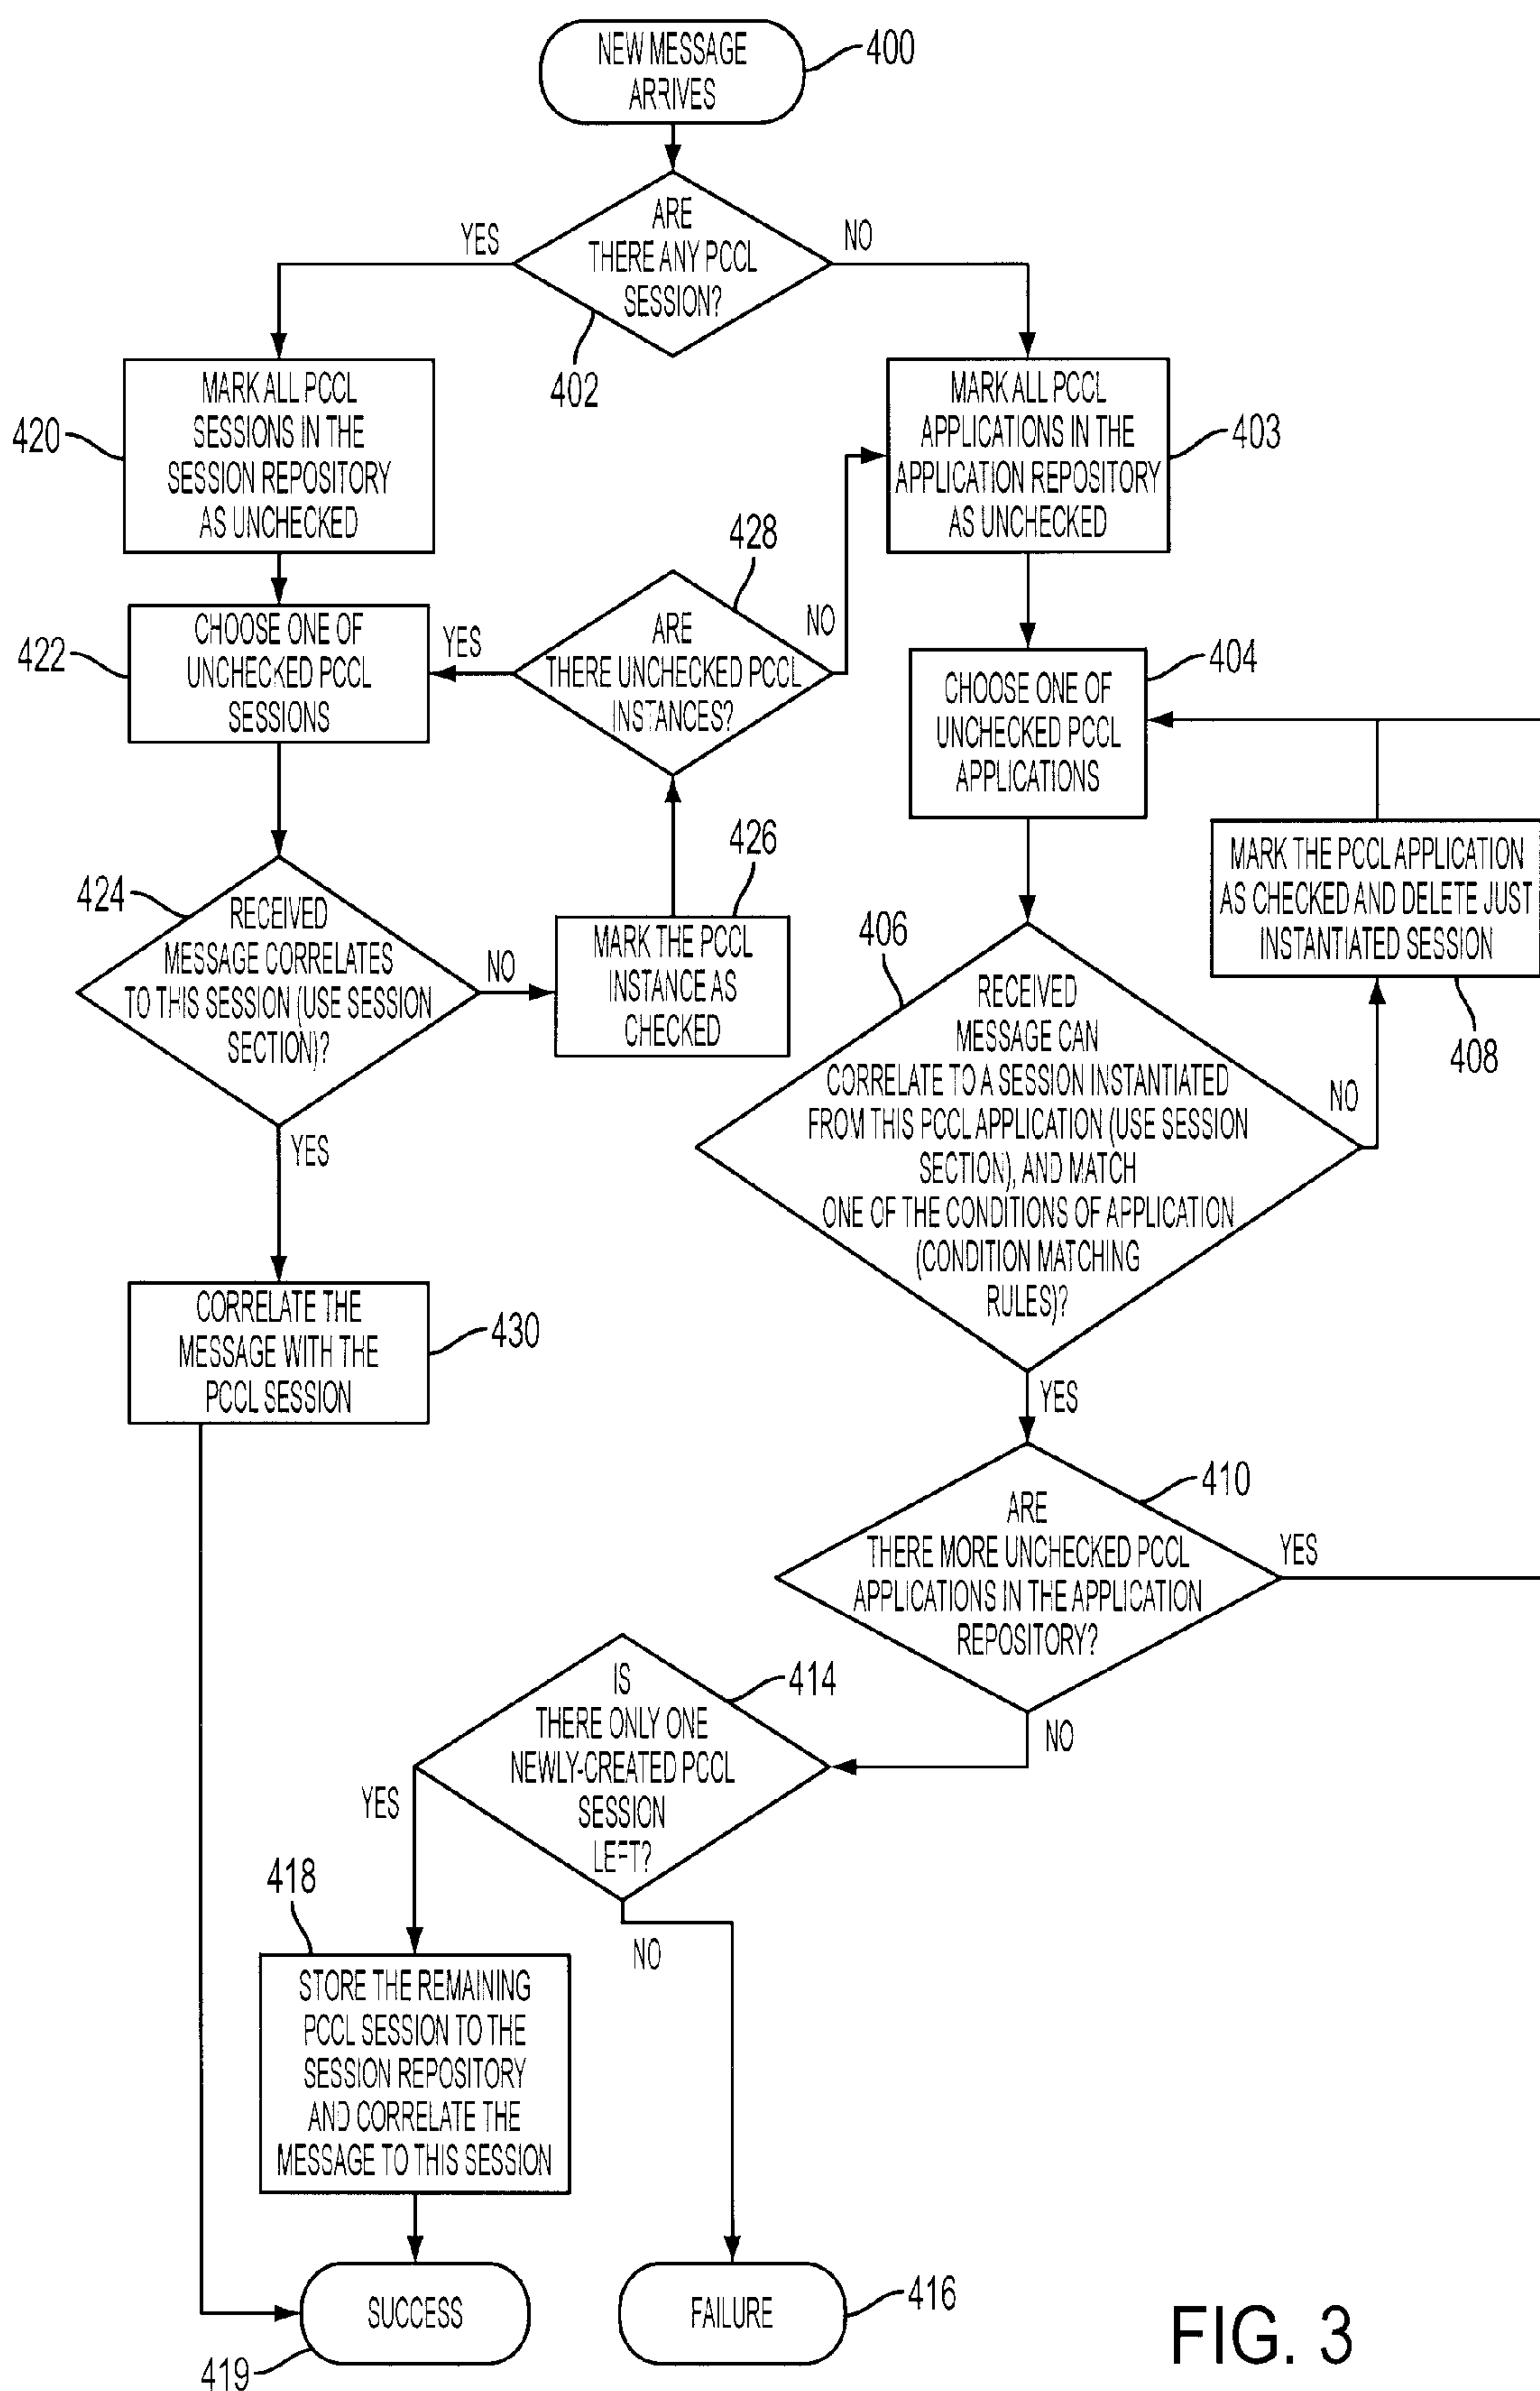 NEW MESSAGE
ARRIVES
400
ARE
THERE ANY PCCL
SESSION?
YES
NO
402
MARK ALL PCCL
SESSIONS IN THE
SESSION REPOSITORY
AS UNCHECKED
420
MARK ALL PCCL
APPLICATIONS IN THE
APPLICATION REPOSITORY
AS UNCHECKED
403
CHOOSE ONE OF
UNCHECKED PCCL
SESSIONS
422
ARE
THERE UNCHECKED PCCL
INSTANCES?
428
YES
NO
CHOOSE ONE OF
UNCHECKED PCCL
APPLICATIONS
404
RECEIVED
MESSAGE CORRELATES
TO THIS SESSION (USE SESSION
SECTION)?
424
NO
YES
MARK THE PCCL
INSTANCE AS
CHECKED
426
MARK THE PCCL APPLICATION
AS CHECKED AND DELETE JUST
INSTANTIATED SESSION
408
RECEIVED
MESSAGE CAN
CORRELATE TO A SESSION INSTANTIATED
FROM THIS PCCL APPLICATION (USE SESSION
SECTION), AND MATCH
ONE OF THE CONDITIONS OF APPLICATION
(CONDITION MATCHING
RULES)?
406
NO
YES
CORRELATE THE
MESSAGE WITH THE
PCCL SESSION
430
ARE
THERE MORE UNCHECKED PCCL
APPLICATIONS IN THE APPLICATION
REPOSITORY?
410
YES
NO
IS
THERE ONLY ONE
NEWLY-CREATED PCCL
SESSION
LEFT?
414
YES
NO
STORE THE REMAINING
PCCL SESSION TO THE
SESSION REPOSITORY
AND CORRELATE THE
MESSAGE TO THIS SESSION
418
SUCCESS
419
FAILURE
416
FIG. 3